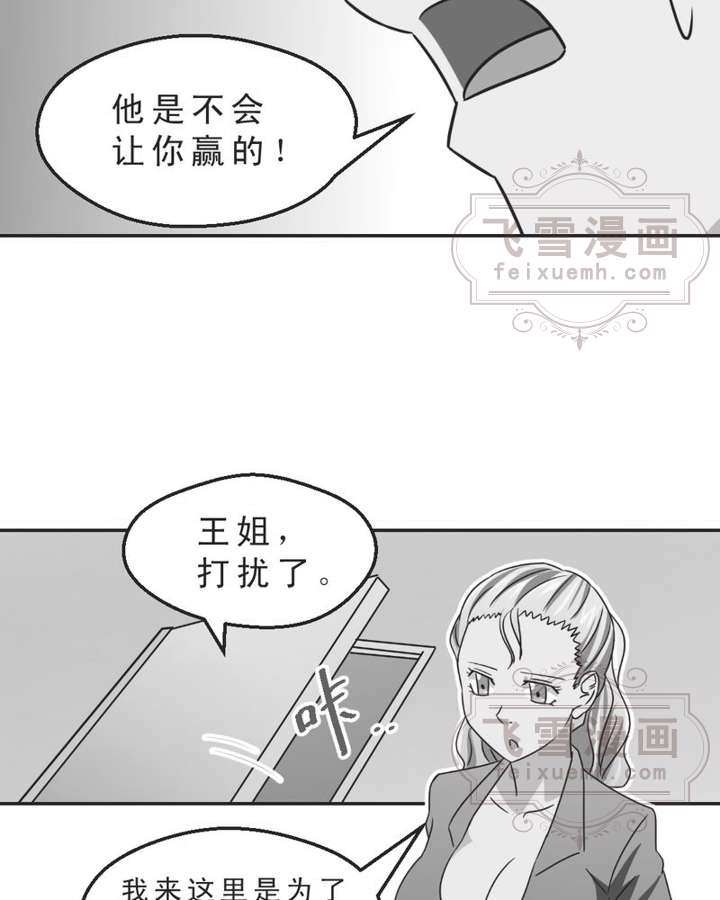 他是不会
让你赢的！
飞雪漫画
feixuemh.com
王姐，
打扰了。
咔..
飞雪漫画
feixuemh.com
我来这里是为了